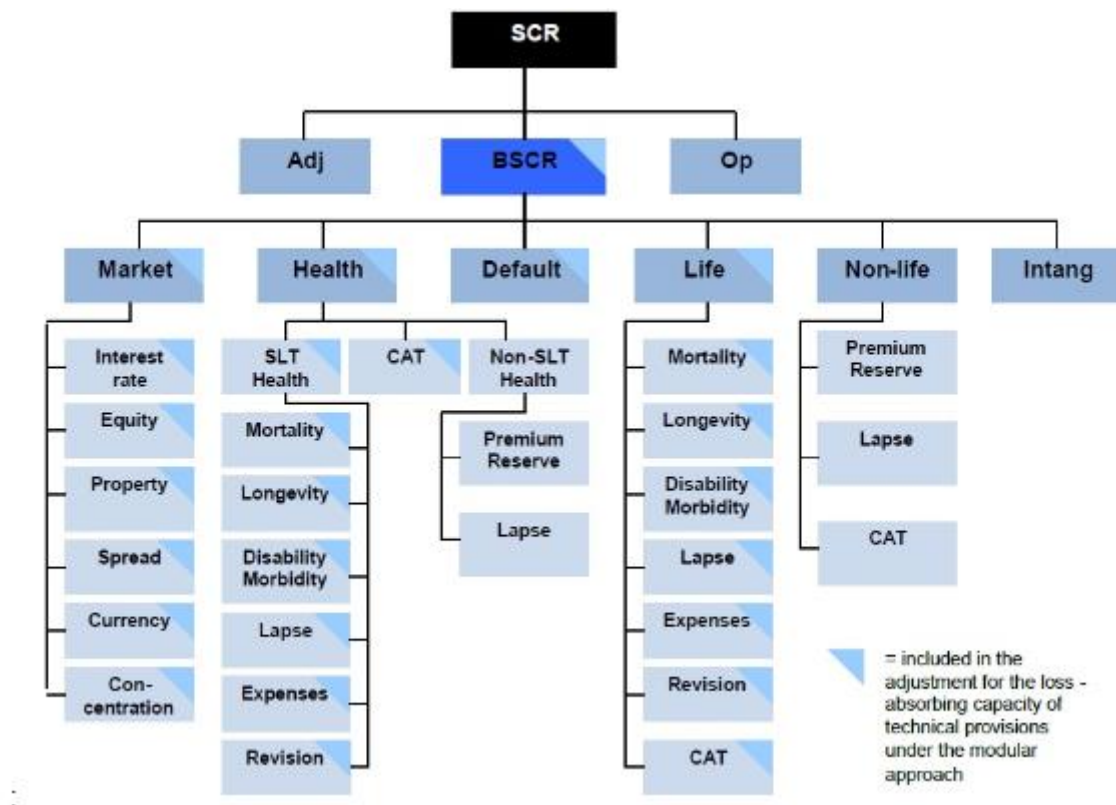 SCR
Adj
BSCR
Op
Market
Health
Default
Life
Non-life
Intang
Interest
rate
Equity
Property
Spread
Currency
Con-
centration
SLT
Health
CAT
Non-SLT
Health
Mortality
Longevity
Disability
Morbidity
Lapse
Expenses
Revision
Premium
Reserve
Lapse
Mortality
Longevity
Disability
Morbidity
Lapse
Expenses
Revision
CAT
Premium
Reserve
Lapse
CAT
= included in the
adjustment for the loss -
absorbing capacity of
technical provisions
under the modular
approach